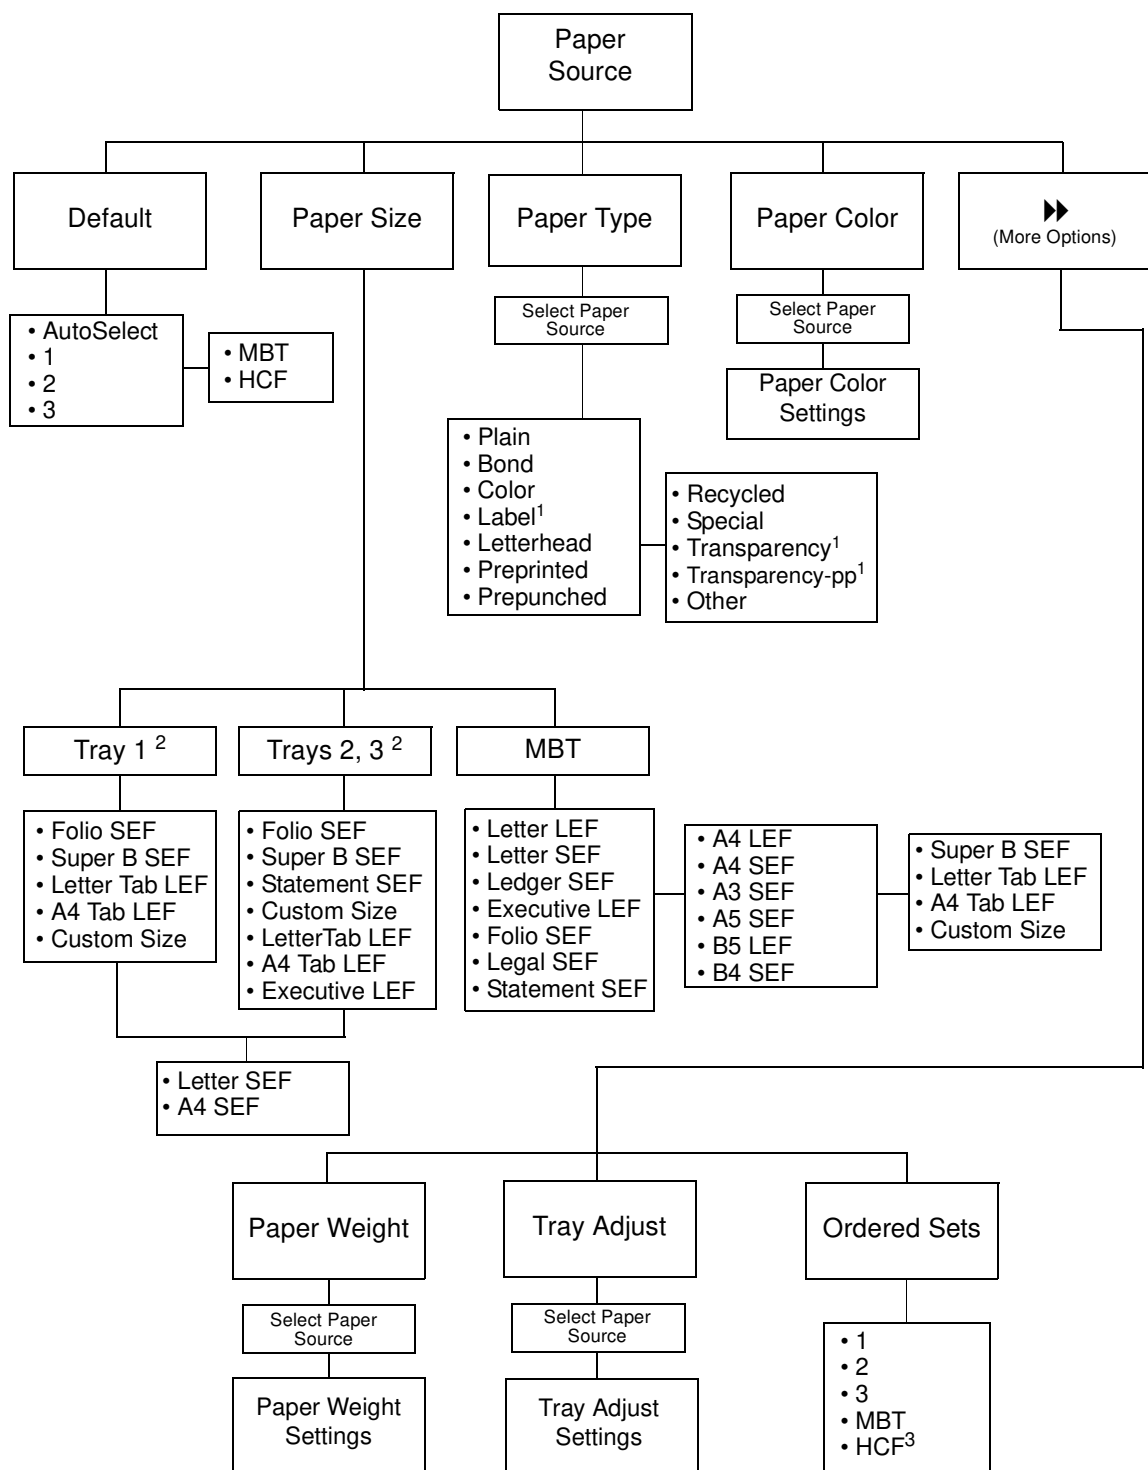 Paper
Source
Default
Paper Size
Paper Type
Paper Color
(More Options)
• AutoSelect
• 1
• 2
• 3
• MBT
• HCF
Select Paper
Source
• Plain
• Bond
• Color
• Label1
• Letterhead
• Preprinted
• Prepunched
• Recycled
• Special
• Transparency1
• Transparency-pp1
• Other
Select Paper
Source
Paper Color
Settings
Tray 1 2
Trays 2, 3 2
MBT
• Folio SEF
• Super B SEF
• Letter Tab LEF
• A4 Tab LEF
• Custom Size
• Folio SEF
• Super B SEF
• Statement SEF
• Custom Size
• LetterTab LEF
• A4 Tab LEF
• Executive LEF
• Letter SEF
• A4 SEF
• Letter LEF
• Letter SEF
• Ledger SEF
• Executive LEF
• Folio SEF
• Legal SEF
• Statement SEF
• A4 LEF
• A4 SEF
• A3 SEF
• A5 SEF
• B5 LEF
• B4 SEF
• Super B SEF
• Letter Tab LEF
• A4 Tab LEF
• Custom Size
Paper Weight
Tray Adjust
Ordered Sets
Select Paper
Source
Paper Weight
Settings
Select Paper
Source
Tray Adjust
Settings
• 1
• 2
• 3
• MBT
• HCF3